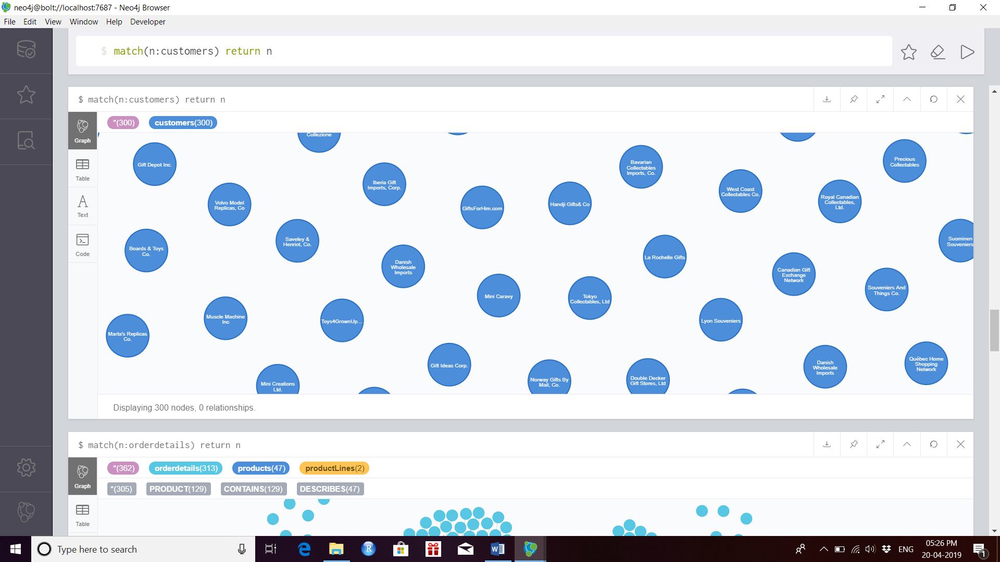 neo4j@bolt://localhost:7687 - Neo4j Browser
File Edit View Window Help Developer
$ match(n:customers) return n
$ match(n:customers) return n
*(300) customers(300)
Graph
Table
Text
Code
Collezione
Gift Depot Inc.
Bavarian
Collectables
Imports, Co.
Precious
Collectables
Iberia Gift
Imports, Corp.
West Coast
Collectables Co.
Royal Canadian
Collectables,
Ltd.
Volvo Model
Replicas, Co
GiftsForHim.com
Handji Gifts& Co
Saveley &
Henriot, Co.
Suominen
Souveniers
Boards & Toys
Co.
La Rochelle Gifts
Danish
Wholesale
Imports
Canadian Gift
Exchange
Network
Souveniers And
Things Co.
Mini Caravy
Tokyo
Collectables, Ltd
Muscle Machine
Inc
Toys4GrownUp...
Lyon Souveniers
Marta's Replicas
Co.
Gift Ideas Corp.
Danish
Wholesale
Imports
Québec Home
Shopping
Network
Mini Creations
Ltd.
Norway Gifts By
Mail, Co.
Double Decker
Gift Stores, Ltd
Displaying 300 nodes, 0 relationships.
$ match(n:orderdetails) return n
*(362) orderdetails(313) products(47) productLines(2)
*(305) PRODUCT(129) CONTAINS(129) DESCRIBES(47)
Graph
Table
Type here to search
R
W
ENG
05:26 PM
20-04-2019
1